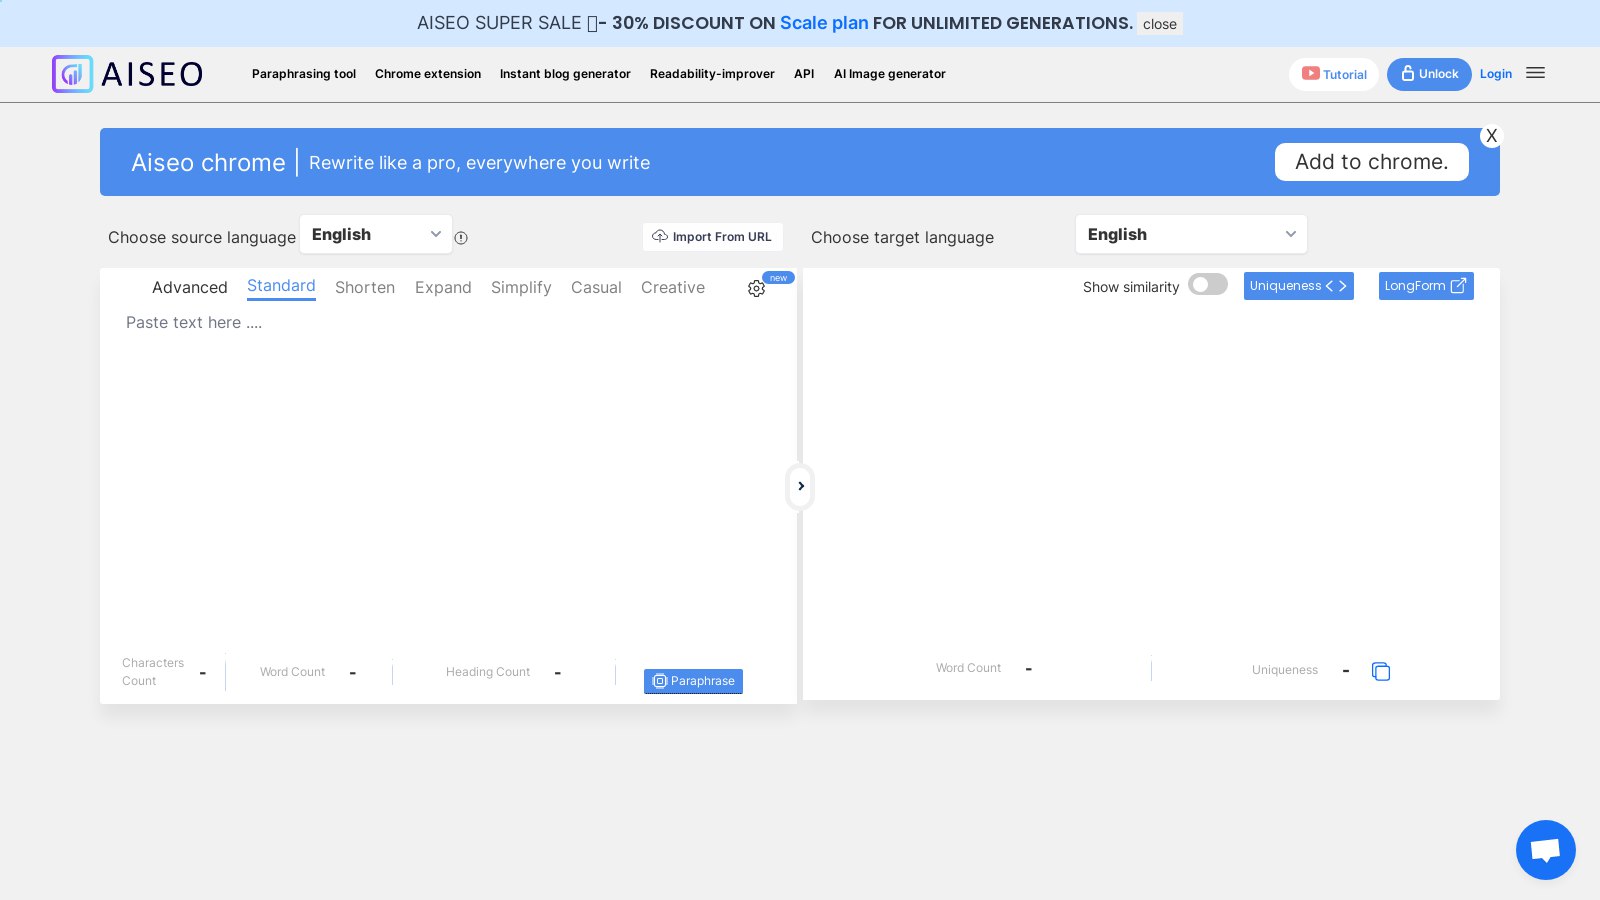 AISEO SUPER SALE - 30% DISCOUNT ON Scale plan FOR UNLIMITED GENERATIONS. close
AISEO
Paraphrasing tool Chrome extension Instant blog generator Readability-improver API AI Image generator
Tutorial Unlock Login
X
Aiseo chrome | Rewrite like a pro, everywhere you write Add to chrome.
Choose source language English Import From URL Choose target language English
Advanced Standard Shorten Expand Simplify Casual Creative new
Show similarity Uniqueness LongForm
Paste text here ....
Characters
Count -
Word Count -
Heading Count -
Paraphrase
Word Count -
Uniqueness -